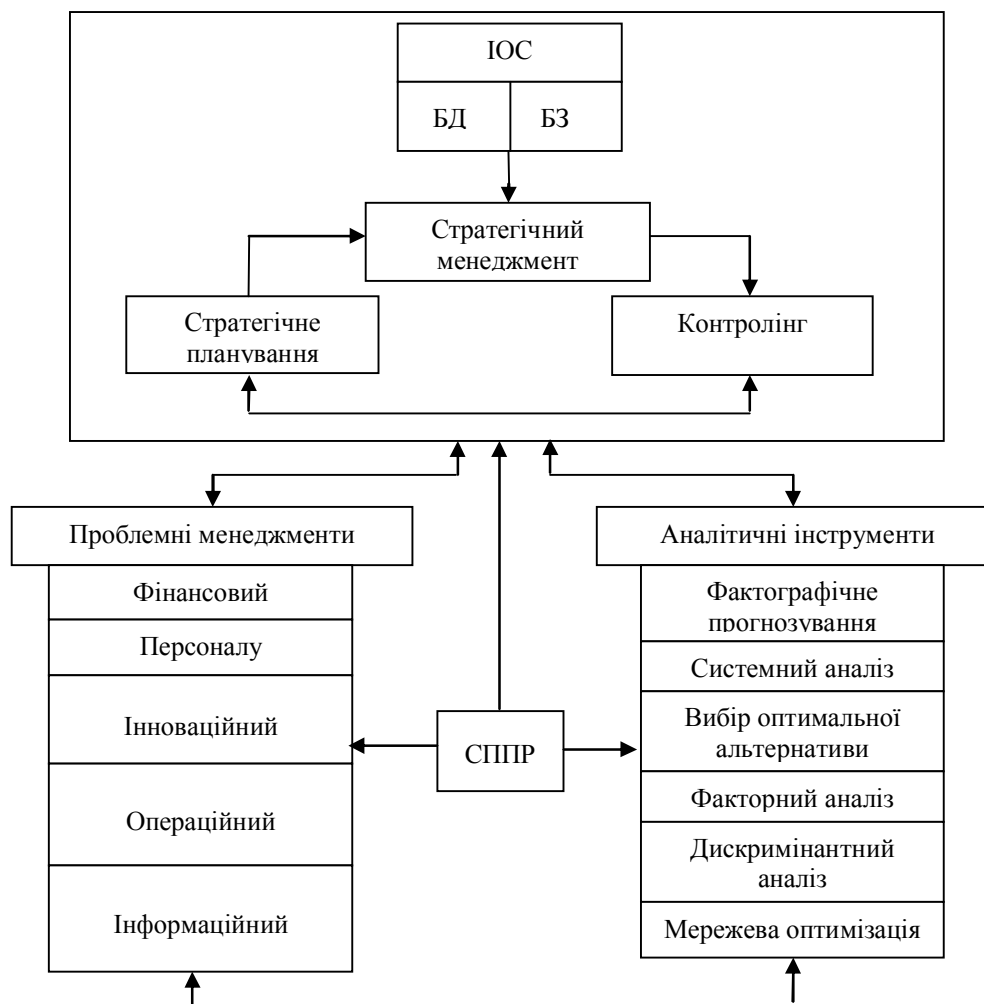 ІОС
БД
БЗ
Стратегічний
менеджмент
Стратегічне
планування
Контролінг
Проблемні менеджменти
Фінансовий
Персоналу
Інноваційний
Операційний
Інформаційний
СППР
Аналітичні інструменти
Фактографічне
прогнозування
Системний аналіз
Вибір оптимальної
альтернативи
Факторний аналіз
Дискримінантний
аналіз
Мережева оптимізація